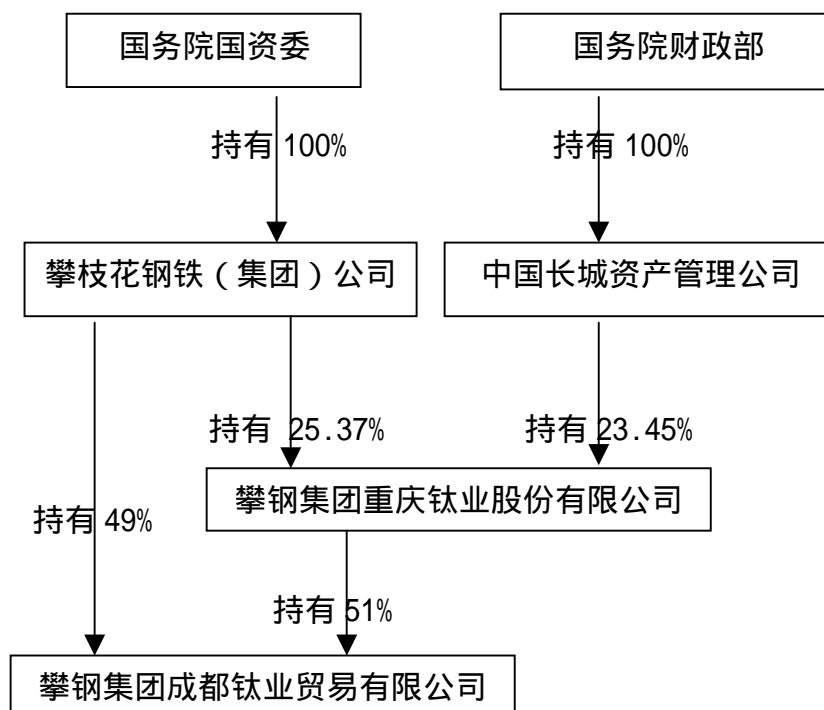 国务院国资委
国务院财政部
持有 100%
持有 100%
攀枝花钢铁（集团）公司
中国长城资产管理公司
持有 25.37%
持有 23.45%
攀钢集团重庆钛业股份有限公司
持有 49%
持有 51%
攀钢集团成都钛业贸易有限公司